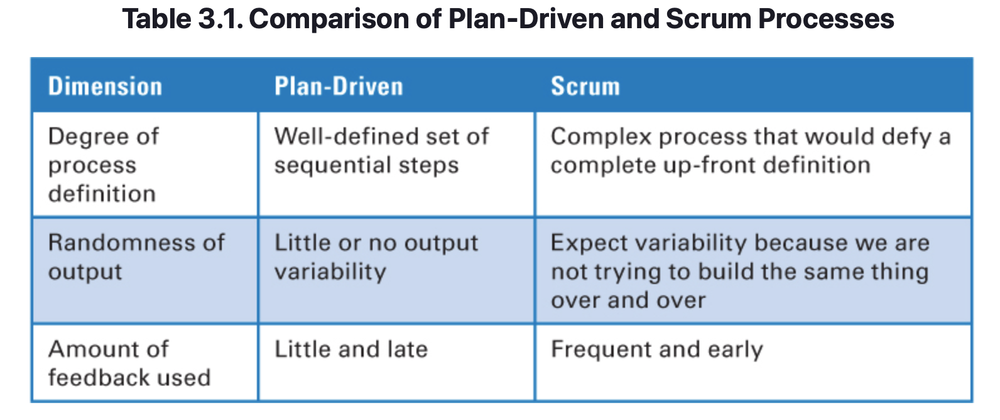 Table 3.1. Comparison of Plan-Driven and Scrum Processes
Dimension
Plan-Driven
Scrum
Degree of
process
definition
Well-defined set of
sequential steps
Complex process that would defy a
complete up-front definition
Randomness of
output
Little or no output
variability
Expect variability because we are
not trying to build the same thing
over and over
Amount of
feedback used
Little and late
Frequent and early